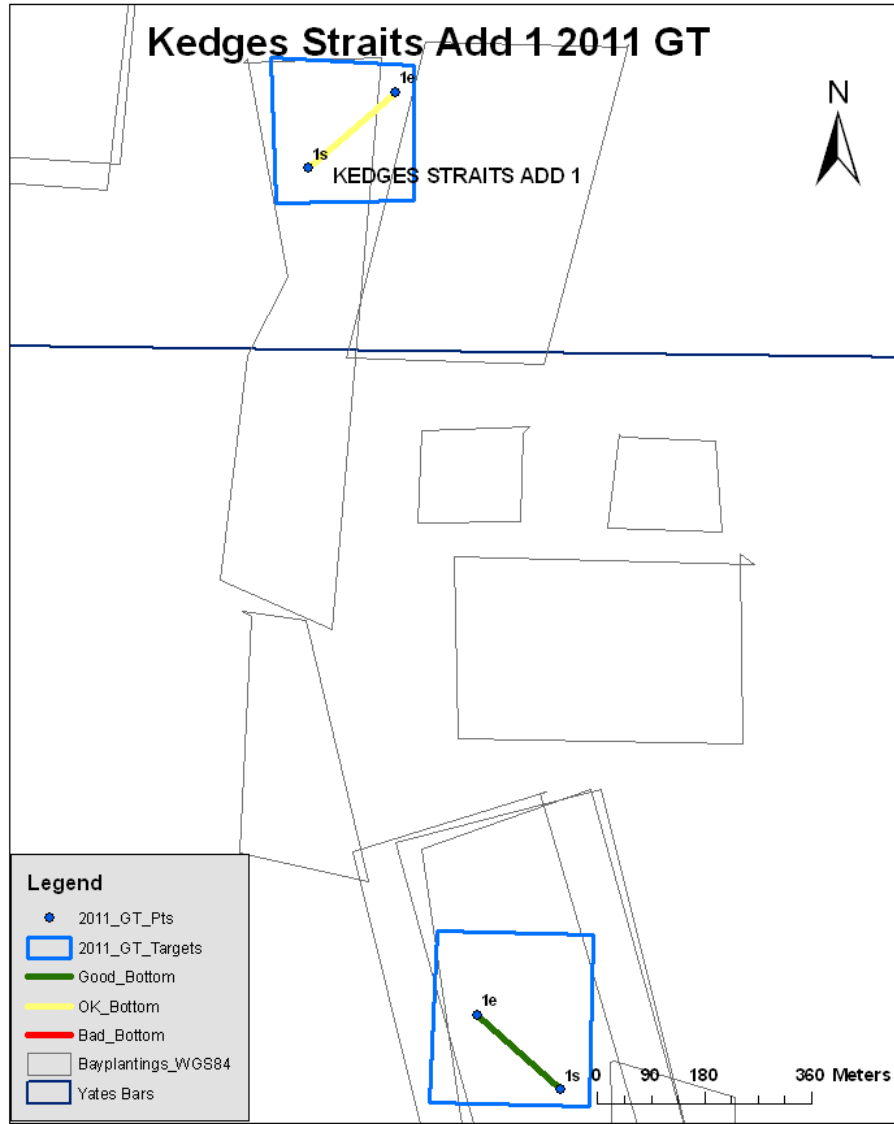 Kedges Straits Add 1 2011 GT
1e
N
1s
KEDGES STRAITS ADD 1
Legend
2011_GT_Pts
2011_GT_Targets
Good_Bottom
OK_Bottom
Bad_Bottom
Bayplantings_WGS84
Yates Bars
1e
1s
0 90 180 360 Meters